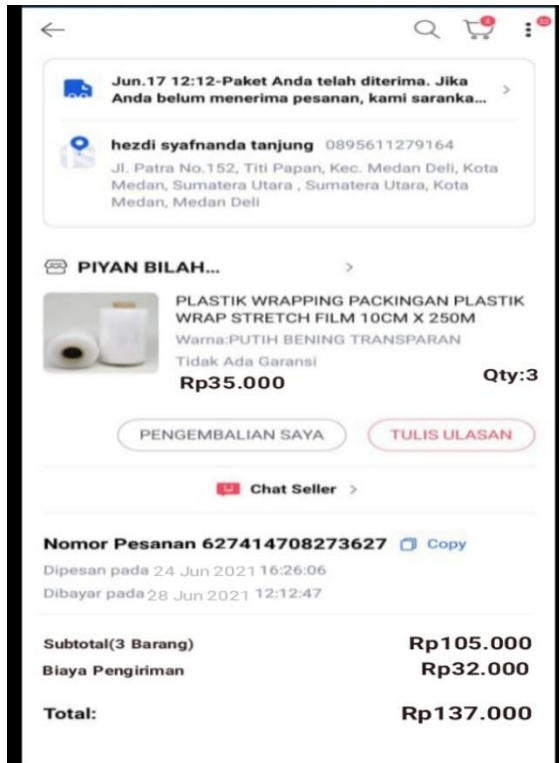 2
22
Jun.17 12:12-Paket Anda telah diterima. Jika
Anda belum menerima pesanan, kami saranka...
hezdi syafnanda tanjung 0895611279164
Jl. Patra No.152, Titi Papan, Kec. Medan Deli, Kota
Medan, Sumatera Utara , Sumatera Utara, Kota
Medan, Medan Deli
PIYAN BILAH...
PLASTIK WRAPPING PACKINGAN PLASTIK
WRAP STRETCH FILM 10CM X 250M
Warna:PUTIH BENING TRANSPARAN
Tidak Ada Garansi
Rp35.000 Qty:3
PENGEMBALIAN SAYA TULIS ULASAN
Chat Seller
Nomor Pesanan 627414708273627 Copy
Dipesan pada 24 Jun 2021 16:26:06
Dibayar pada 28 Jun 2021 12:12:47
Subtotal(3 Barang) Rp105.000
Biaya Pengiriman Rp32.000
Total: Rp137.000